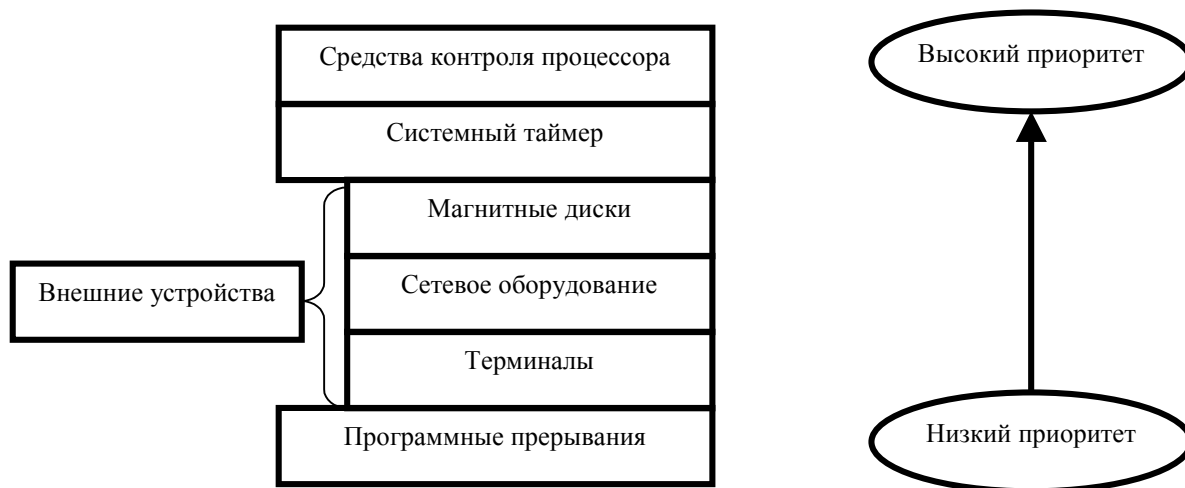 Средства контроля процессора
Высокий приоритет
Системный таймер
Магнитные диски
Внешние устройства
Сетевое оборудование
Терминалы
Программные прерывания
Низкий приоритет